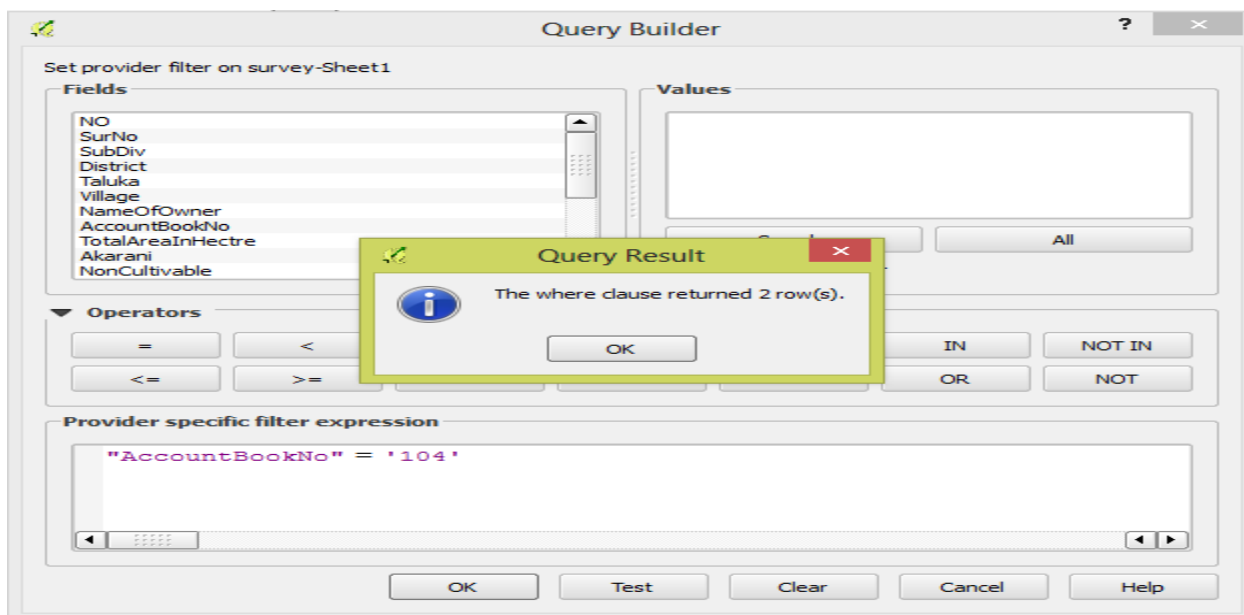 Query Builder
?
Set provider filter on survey-Sheet1
Fields
Values
NO
SurNo
SubDiv
District
Taluka
Village
NameOfOwner
AccountBookNo
TotalAreaInHectre
Akarani
NonCultivable
All
Query Result
The where clause returned 2 row(s).
OK
Operators
= < IN NOT IN
<= >= OR NOT
Provider specific filter expression
"AccountBookNo" = '104'
OK Test Clear Cancel Help